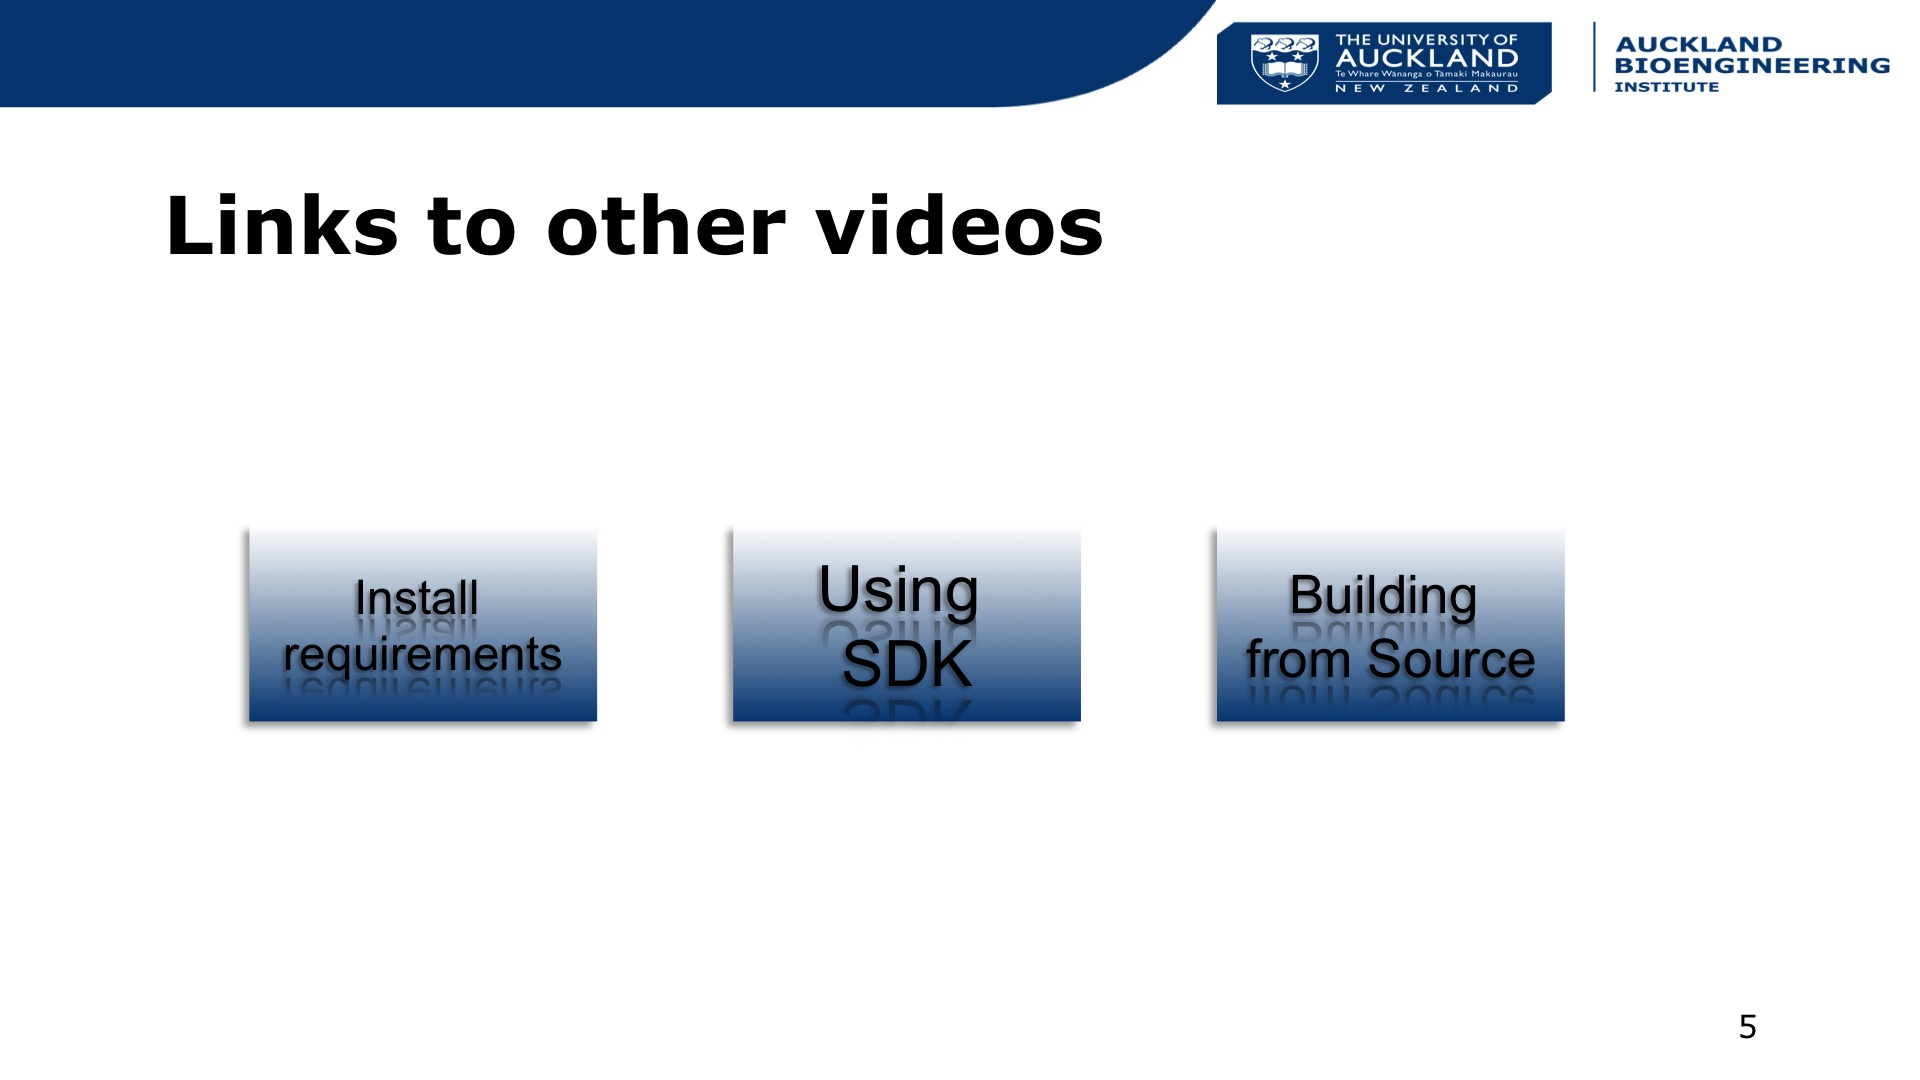 THE UNIVERSITY OF
AUCKLAND
Te Whare Wānanga o Tāmaki Makaurau
NEW ZEALAND
AUCKLAND
BIOENGINEERING
INSTITUTE
Links to other videos
Install
requirements
Using
SDK
Building
from Source
5